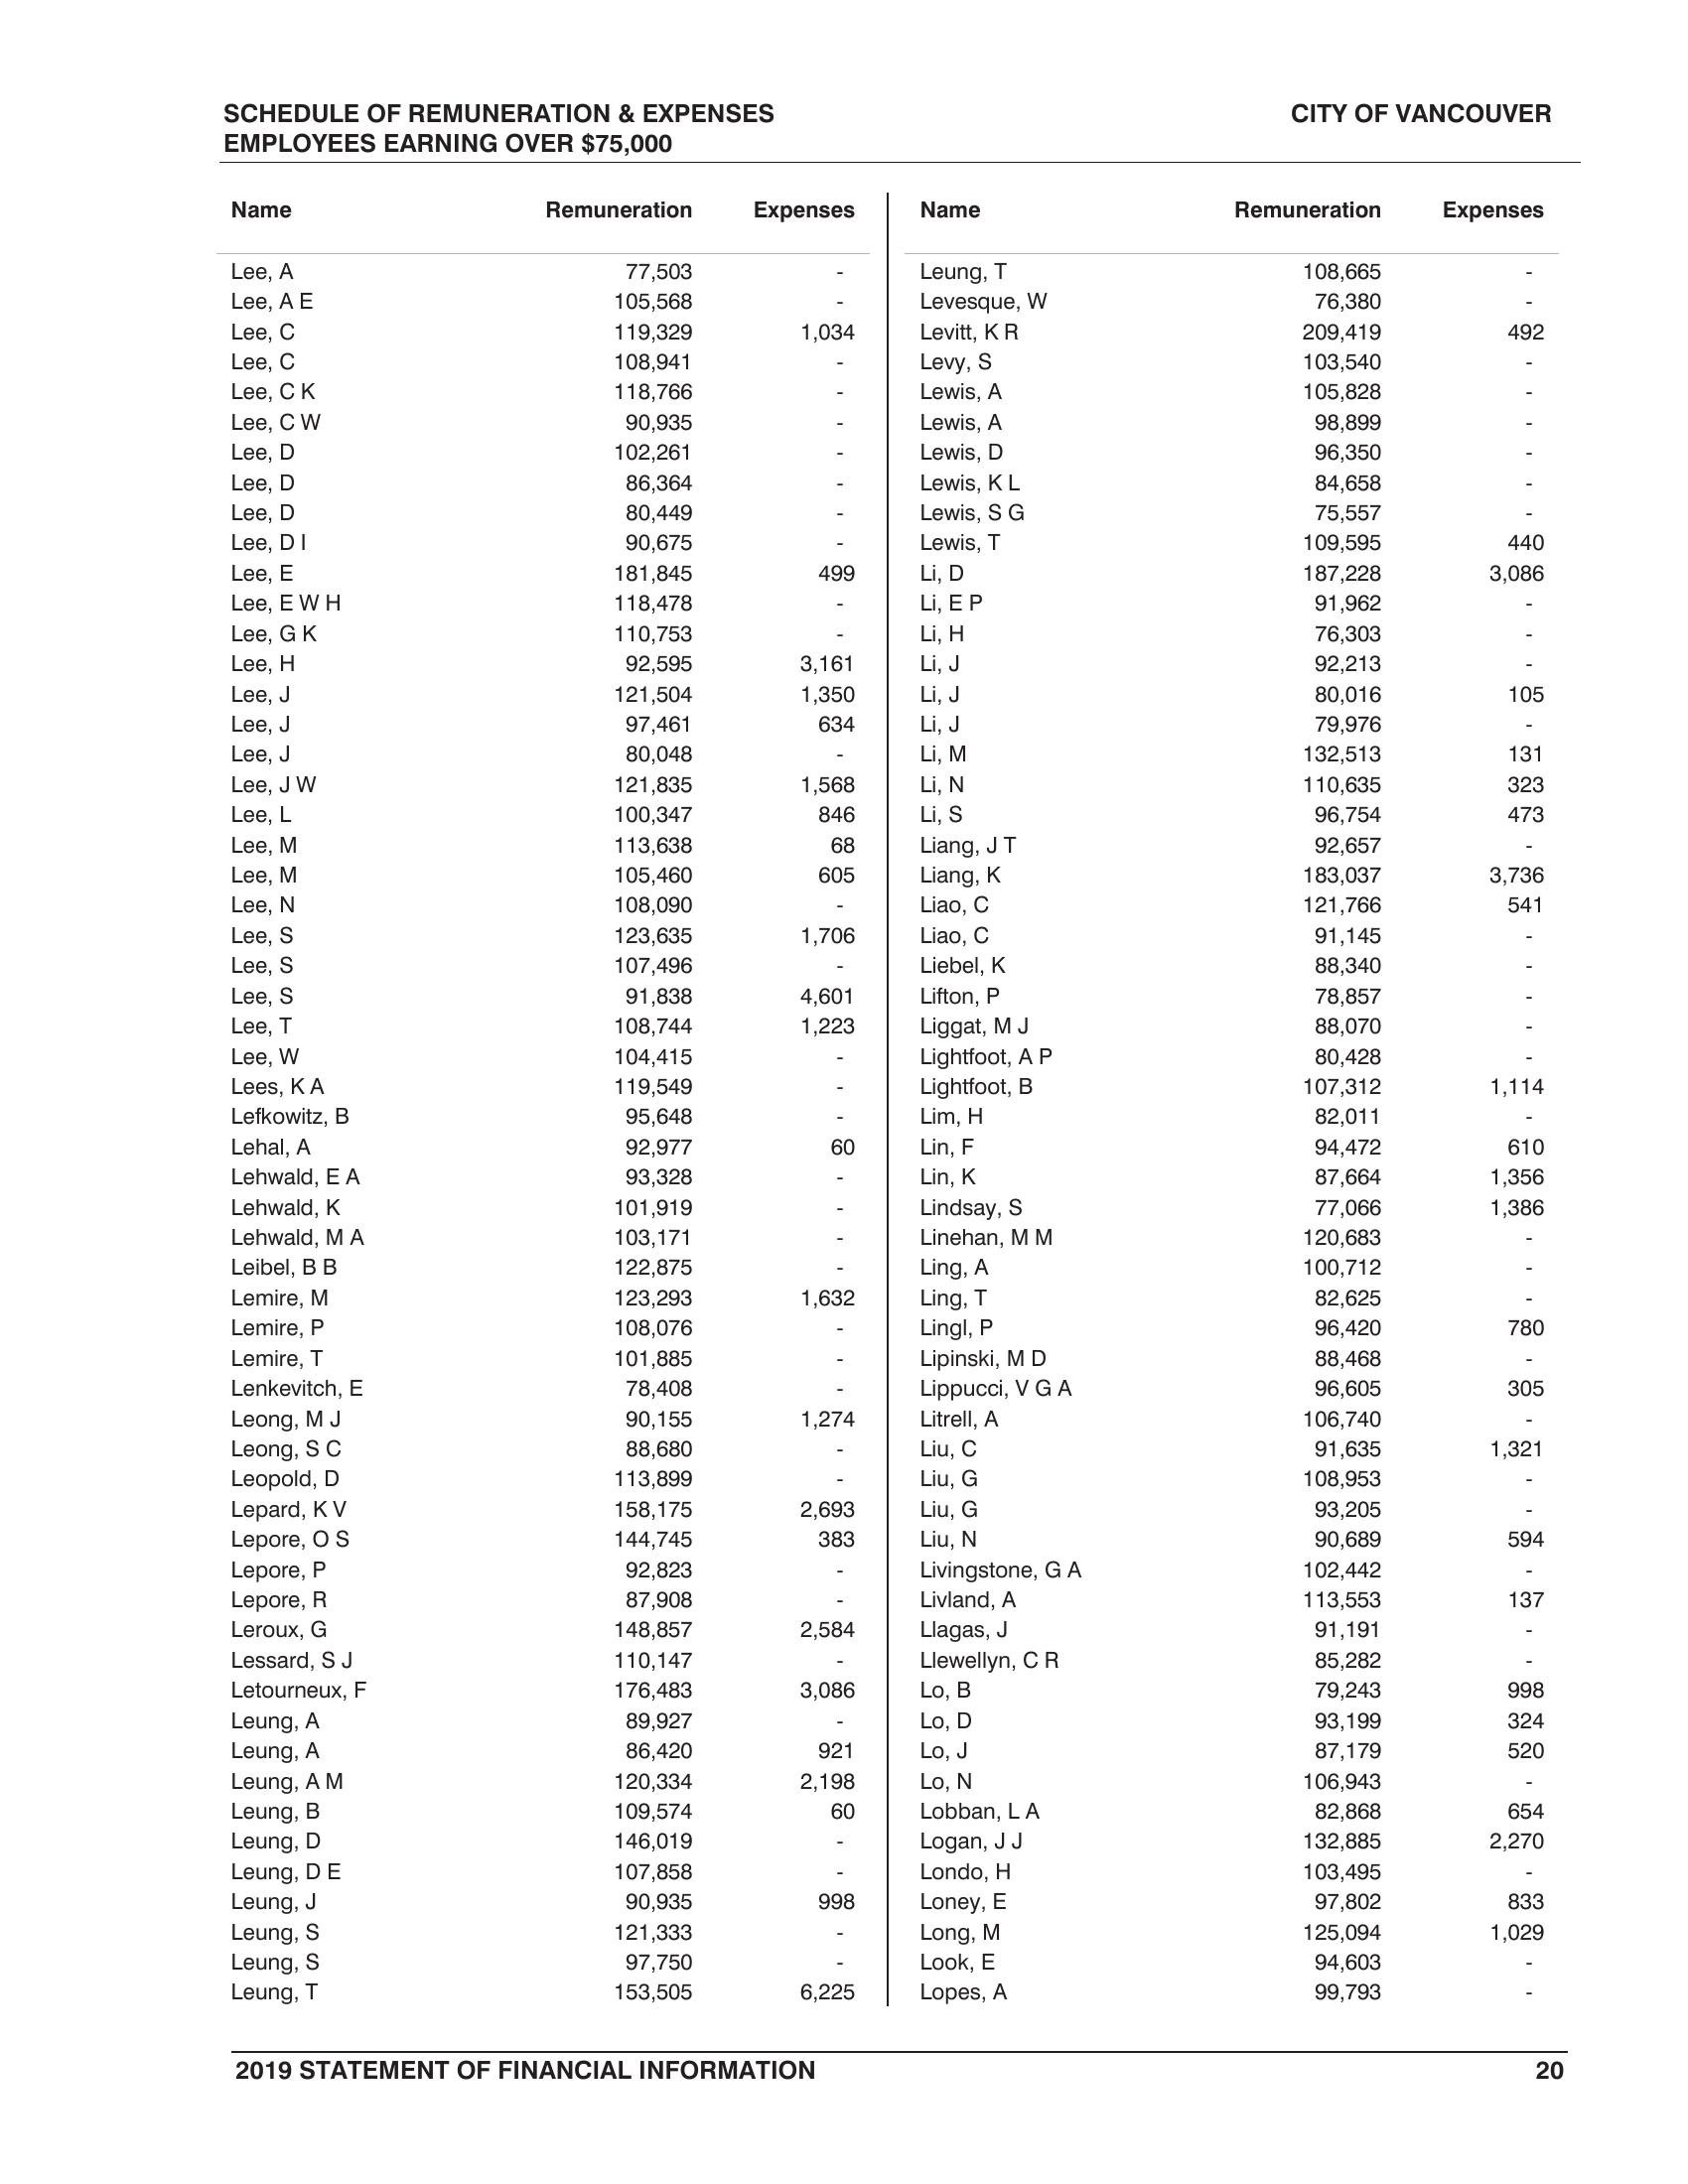 SCHEDULE OF REMUNERATION & EXPENSES CITY OF VANCOUVER
EMPLOYEES EARNING OVER $75,000
Name Remuneration Expenses
Lee, A 77,503 -
Lee, A E 105,568 -
Lee, C 119,329 1,034
Lee, C 108,941 -
Lee, C K 118,766 -
Lee, C W 90,935 -
Lee, D 102,261 -
Lee, D 86,364 -
Lee, D 80,449 -
Lee, D I 90,675 -
Lee, E 181,845 499
Lee, E W H 118,478 -
Lee, G K 110,753 -
Lee, H 92,595 3,161
Lee, J 121,504 1,350
Lee, J 97,461 634
Lee, J 80,048 -
Lee, J W 121,835 1,568
Lee, L 100,347 846
Lee, M 113,638 68
Lee, M 105,460 605
Lee, N 108,090 -
Lee, S 123,635 1,706
Lee, S 107,496 -
Lee, S 91,838 4,601
Lee, T 108,744 1,223
Lee, W 104,415 -
Lees, K A 119,549 -
Lefkowitz, B 95,648 -
Lehal, A 92,977 60
Lehwald, E A 93,328 -
Lehwald, K 101,919 -
Lehwald, M A 103,171 -
Leibel, B B 122,875 -
Lemire, M 123,293 1,632
Lemire, P 108,076 -
Lemire, T 101,885 -
Lenkevitch, E 78,408 -
Leong, M J 90,155 1,274
Leong, S C 88,680 -
Leopold, D 113,899 -
Lepard, K V 158,175 2,693
Lepore, O S 144,745 383
Lepore, P 92,823 -
Lepore, R 87,908 -
Leroux, G 148,857 2,584
Lessard, S J 110,147 -
Letourneux, F 176,483 3,086
Leung, A 89,927 -
Leung, A 86,420 921
Leung, A M 120,334 2,198
Leung, B 109,574 60
Leung, D 146,019 -
Leung, D E 107,858 -
Leung, J 90,935 998
Leung, S 121,333 -
Leung, S 97,750 -
Leung, T 153,505 6,225
Name Remuneration Expenses
Leung, T 108,665 -
Levesque, W 76,380 -
Levitt, K R 209,419 492
Levy, S 103,540 -
Lewis, A 105,828 -
Lewis, A 98,899 -
Lewis, D 96,350 -
Lewis, K L 84,658 -
Lewis, S G 75,557 -
Lewis, T 109,595 440
Li, D 187,228 3,086
Li, E P 91,962 -
Li, H 76,303 -
Li, J 92,213 -
Li, J 80,016 105
Li, J 79,976 -
Li, M 132,513 131
Li, N 110,635 323
Li, S 96,754 473
Liang, J T 92,657 -
Liang, K 183,037 3,736
Liao, C 121,766 541
Liao, C 91,145 -
Liebel, K 88,340 -
Lifton, P 78,857 -
Liggat, M J 88,070 -
Lightfoot, A P 80,428 -
Lightfoot, B 107,312 1,114
Lim, H 82,011 -
Lin, F 94,472 610
Lin, K 87,664 1,356
Lindsay, S 77,066 1,386
Linehan, M M 120,683 -
Ling, A 100,712 -
Ling, T 82,625 -
Lingl, P 96,420 780
Lipinski, M D 88,468 -
Lippucci, V G A 96,605 305
Litrell, A 106,740 -
Liu, C 91,635 1,321
Liu, G 108,953 -
Liu, G 93,205 -
Liu, N 90,689 594
Livingstone, G A 102,442 -
Livland, A 113,553 137
Llagas, J 91,191 -
Llewellyn, C R 85,282 -
Lo, B 79,243 998
Lo, D 93,199 324
Lo, J 87,179 520
Lo, N 106,943 -
Lobban, L A 82,868 654
Logan, J J 132,885 2,270
Londo, H 103,495 -
Loney, E 97,802 833
Long, M 125,094 1,029
Look, E 94,603 -
Lopes, A 99,793 -
2019 STATEMENT OF FINANCIAL INFORMATION 20